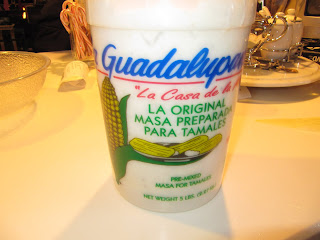 Guadalupan
"La Casa de la
LA ORIGINAL
MASA PREPARADA
PARA TAMALES
PRE-MIXED
MASA FOR TAMALES
NET WEIGHT 5 LBS.